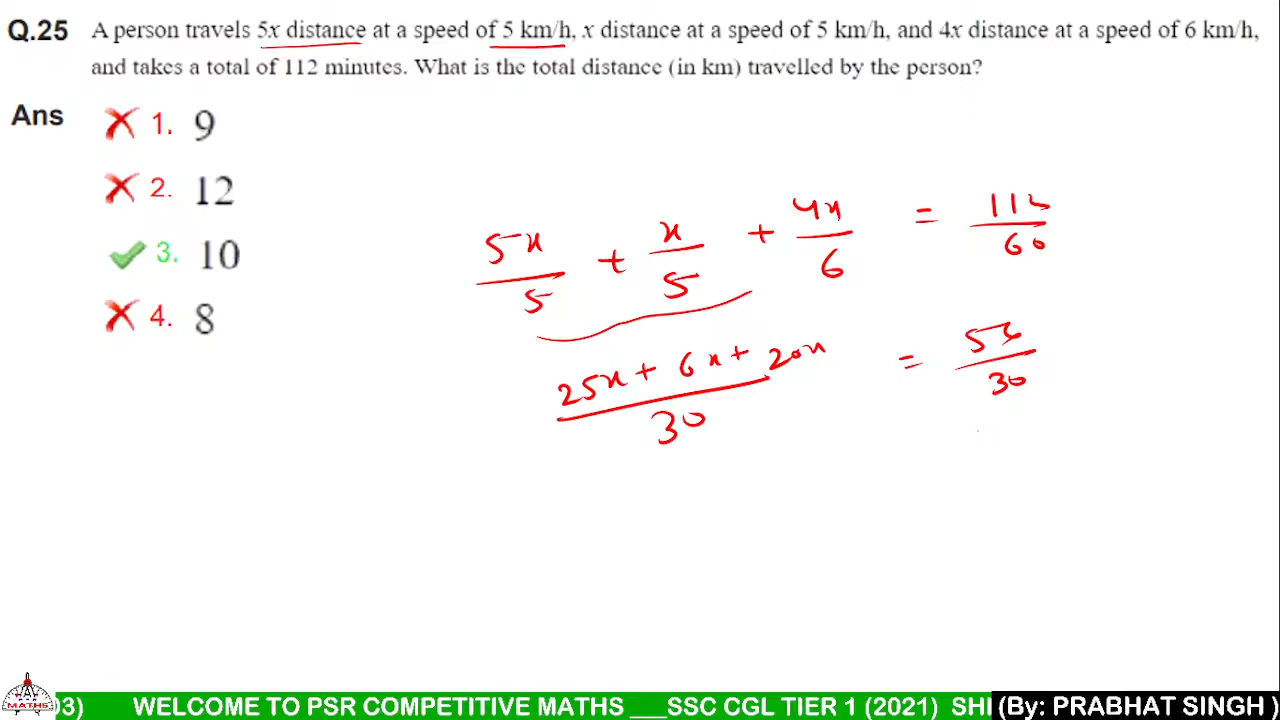 Q.25 A person travels 5x distance at a speed of 5 km/h, x distance at a speed of 5 km/h, and 4x distance at a speed of 6 km/h,
and takes a total of 112 minutes. What is the total distance (in km) travelled by the person?
Ans
1. 9
2. 12
3. 10
4. 8
5x/5 + x/5 + 4x/6 = 112/60
25x + 6x + 20x / 30 = 56/30
MATHS
03) WELCOME TO PSR COMPETITIVE MATHS ___SSC CGL TIER 1 (2021) SHI (By: PRABHAT SINGH )